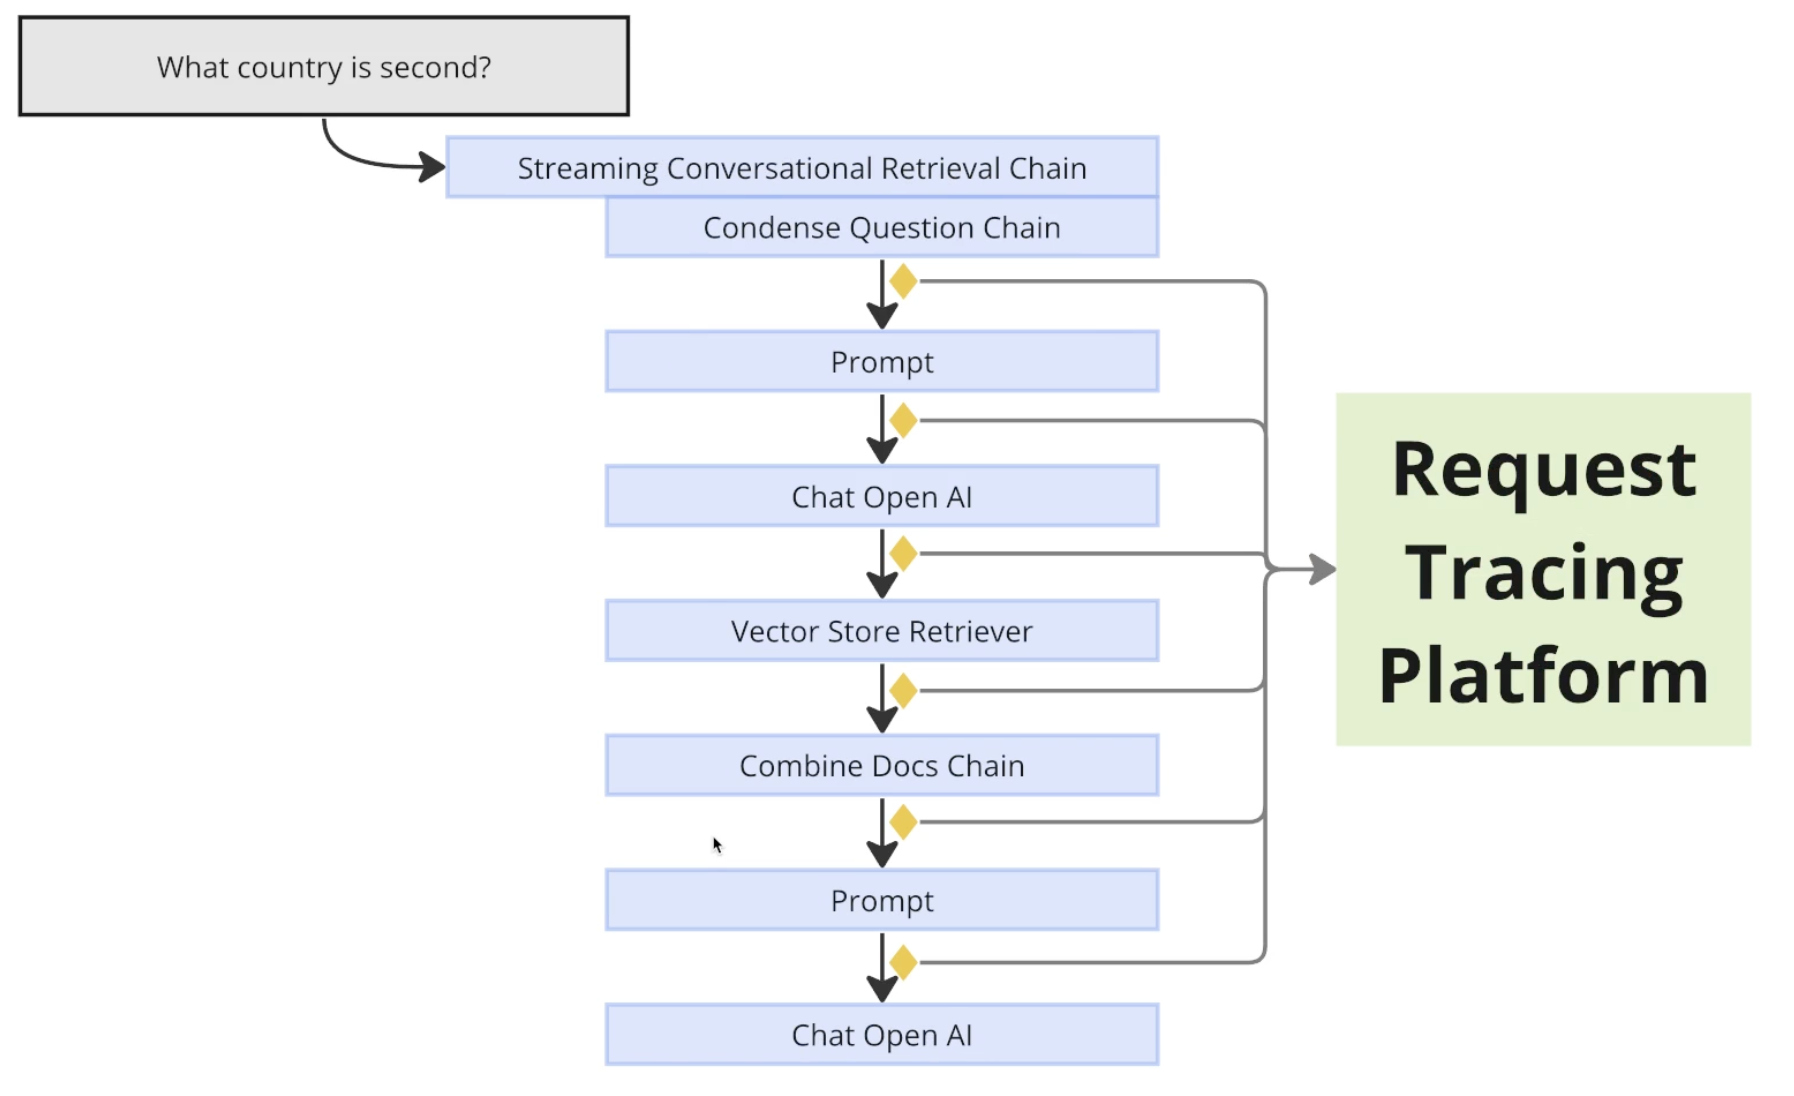 What country is second?
Streaming Conversational Retrieval Chain
Condense Question Chain
Prompt
Chat Open AI
Vector Store Retriever
Combine Docs Chain
Prompt
Chat Open AI
Request
Tracing
Platform